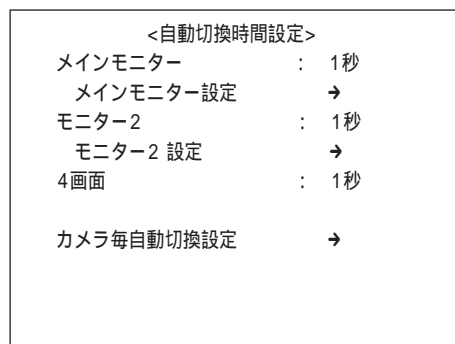 <自動切換時間設定>
メインモニター : 1秒
メインモニター設定 →
モニター2 : 1秒
モニター2 設定 →
4画面 : 1秒
カメラ毎自動切換設定 →